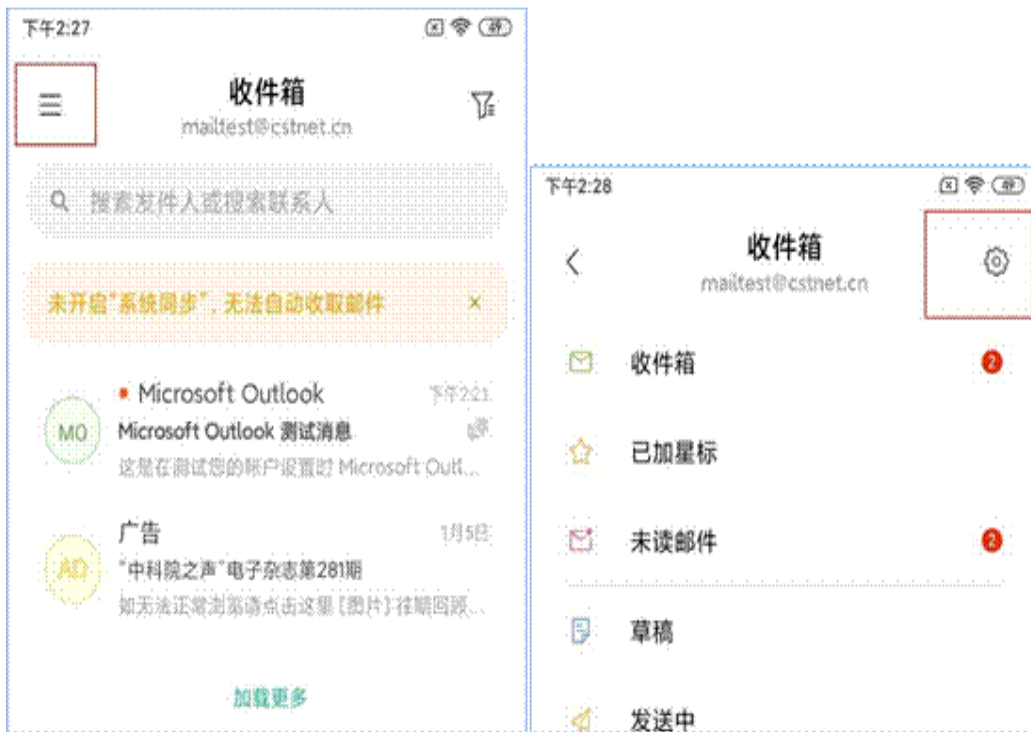 下午2:27
49
收件箱
mailtest@cstnet.cn
搜索发件人或搜索联系人
未开启"系统同步"，无法自动收取邮件
MO
Microsoft Outlook
下午2:21
Microsoft Outlook 测试消息
这是在测试您的帐户设置时 Microsoft Outl...
AD
广告
1月5日
"中科院之声"电子杂志第281期
如无法正常浏览请点击这里 [图片] 往期回顾...
加载更多
下午2:28
49
收件箱
mailtest@cstnet.cn
收件箱
2
已加星标
未读邮件
2
草稿
发送中